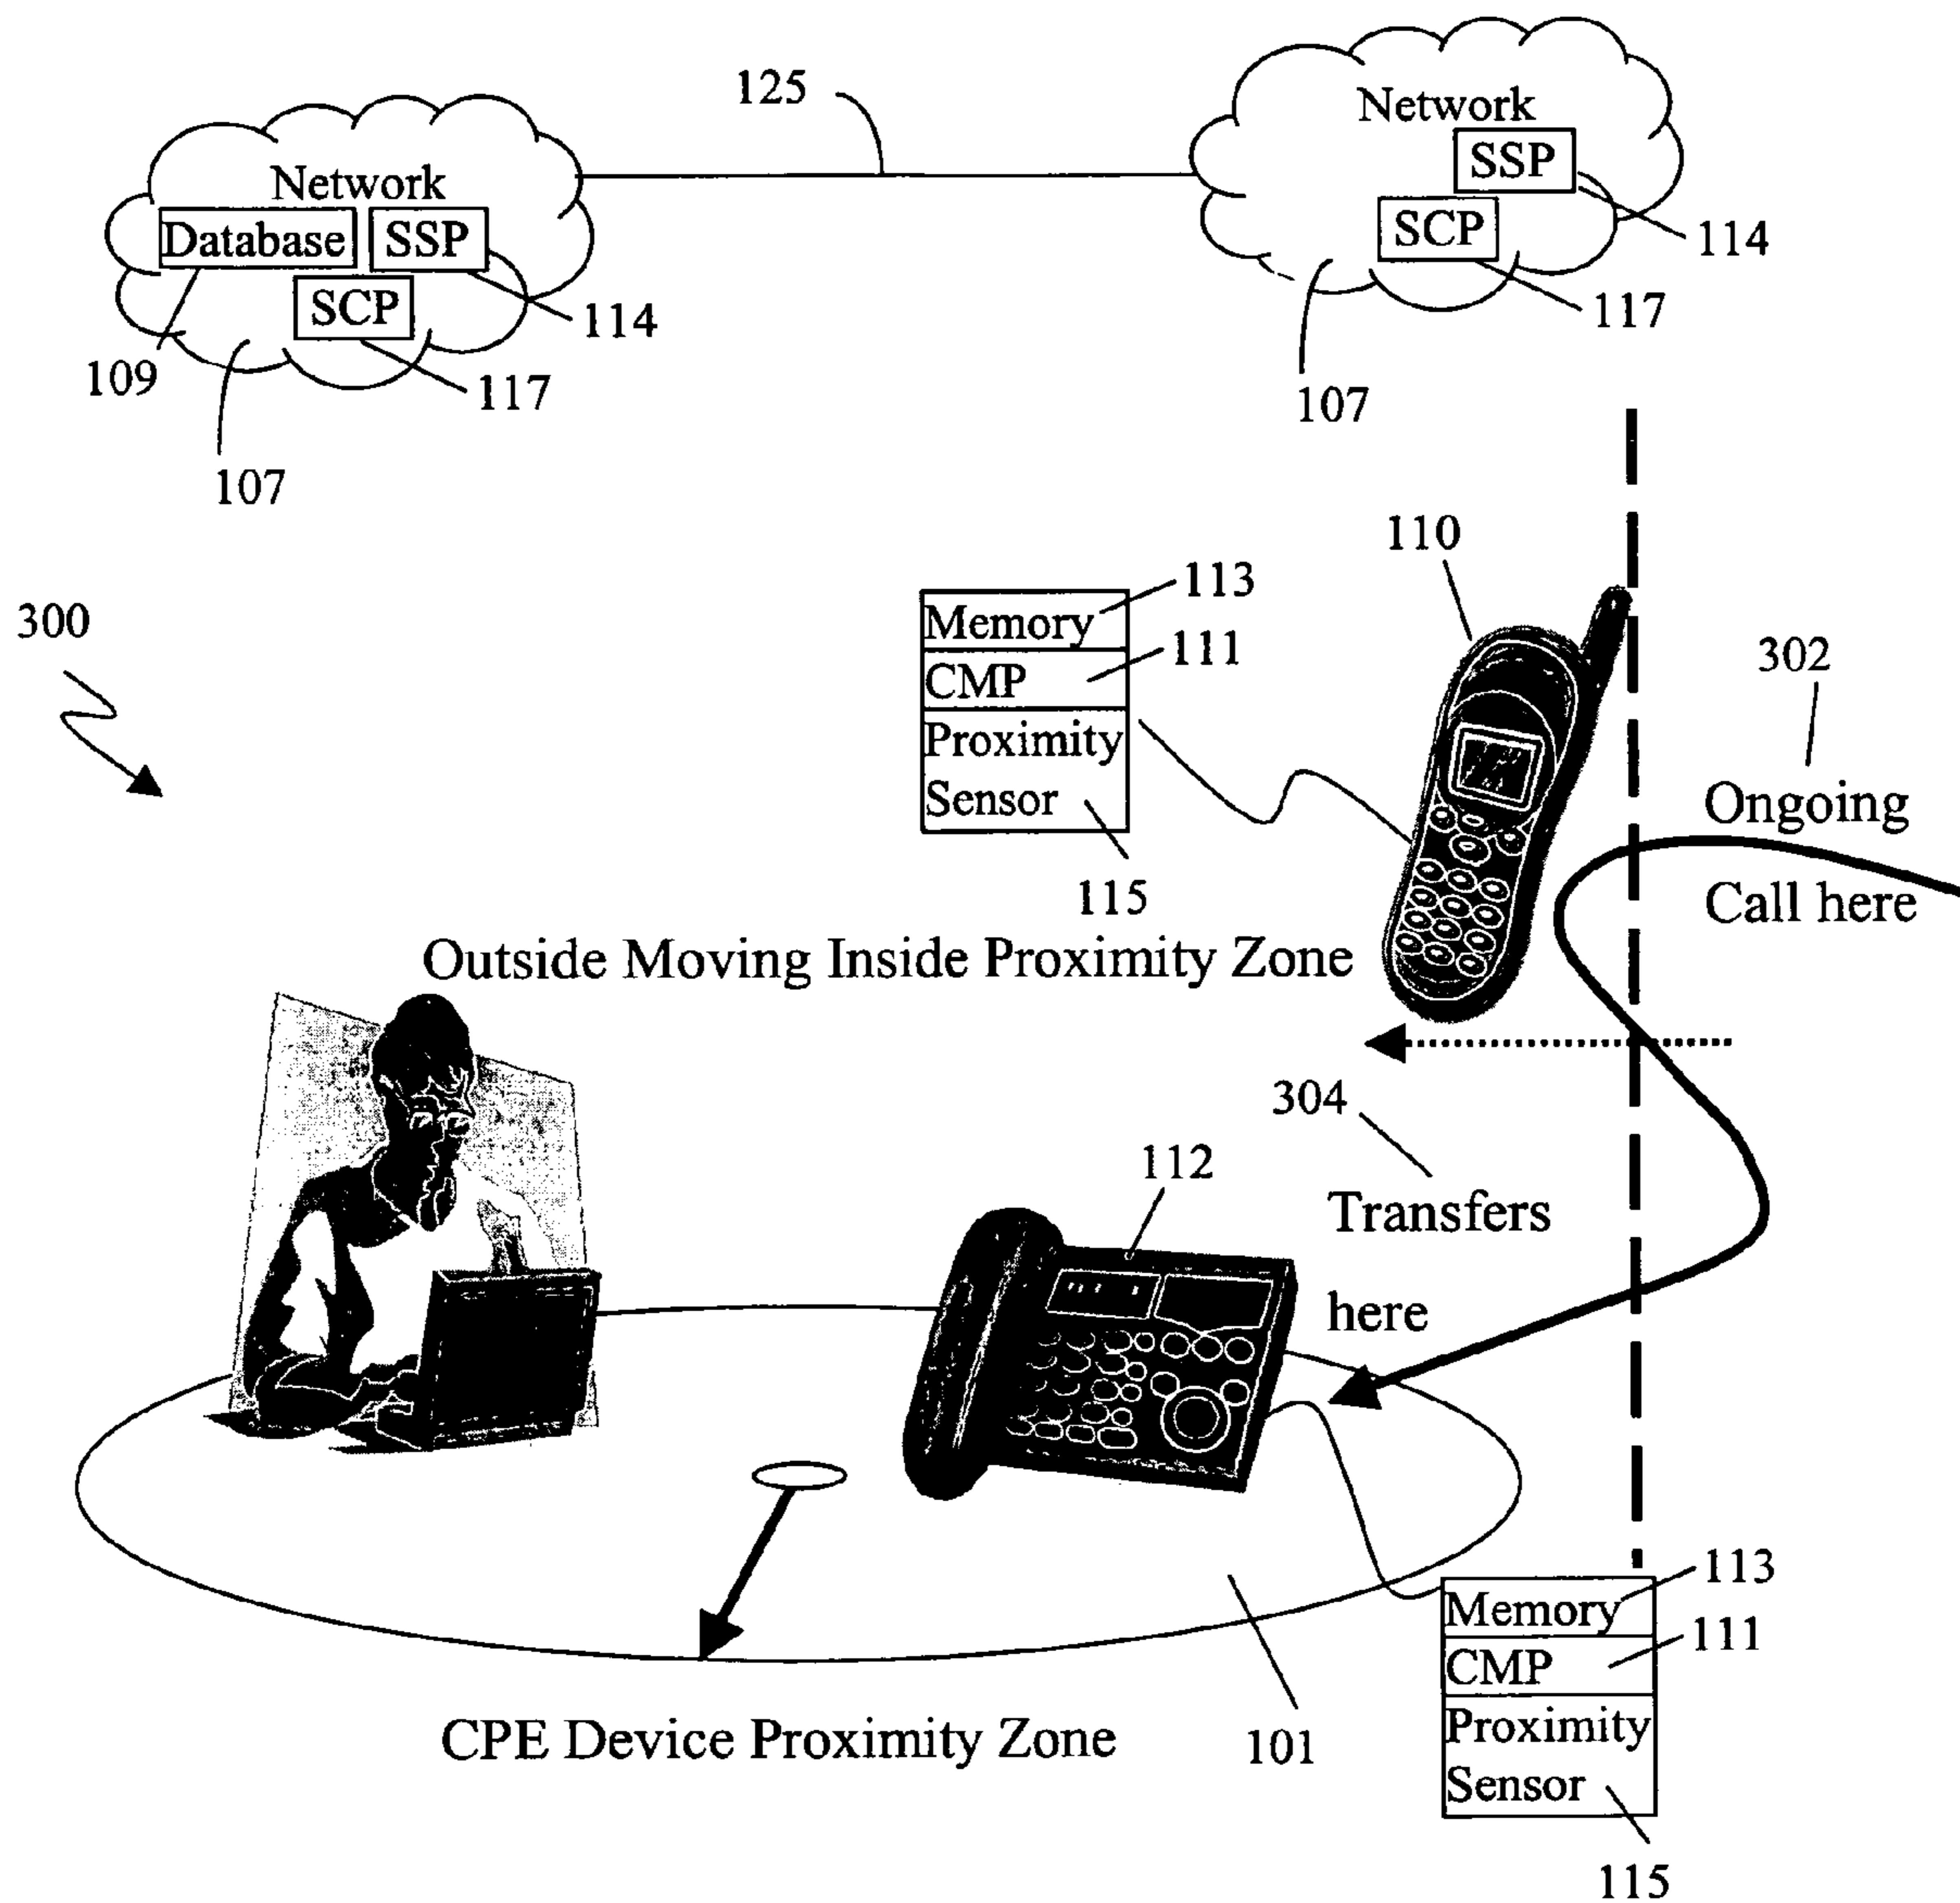 125
Network
SSP
SCP
114
117
107
Network
Database
SSP
SCP
114
109
117
107
110
113
Memory
111
CMP
Proximity
Sensor
115
300
302
Ongoing
Call here
Outside Moving Inside Proximity Zone
304
Transfers
here
112
113
Memory
111
CMP
Proximity
Sensor
115
101
CPE Device Proximity Zone